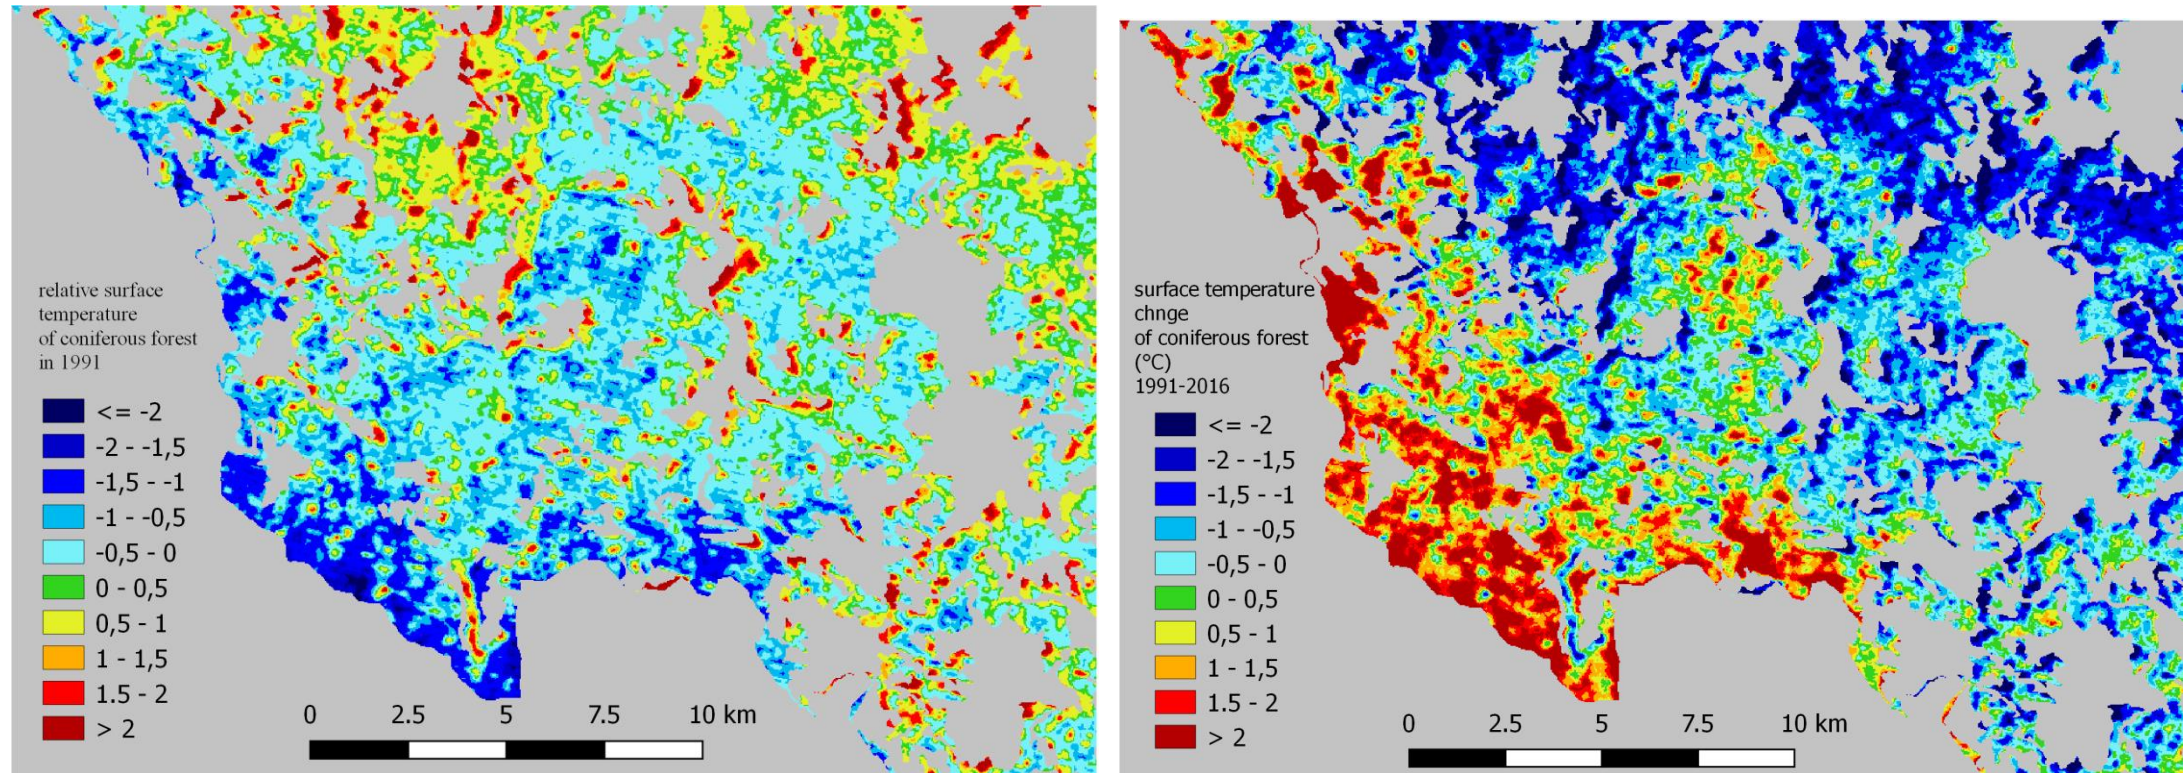 relative surface
temperature
of coniferous forest
in 1991
<= -2
-2 - -1,5
-1,5 - -1
-1 - -0,5
-0,5 - 0
0 - 0,5
0,5 - 1
1 - 1,5
1.5 - 2
> 2
0 2.5 5 7.5 10 km
surface temperature
chnge
of coniferous forest
(°C)
1991-2016
<= -2
-2 - -1,5
-1,5 - -1
-1 - -0,5
-0,5 - 0
0 - 0,5
0,5 - 1
1 - 1,5
1.5 - 2
> 2
0 2.5 5 7.5 10 km